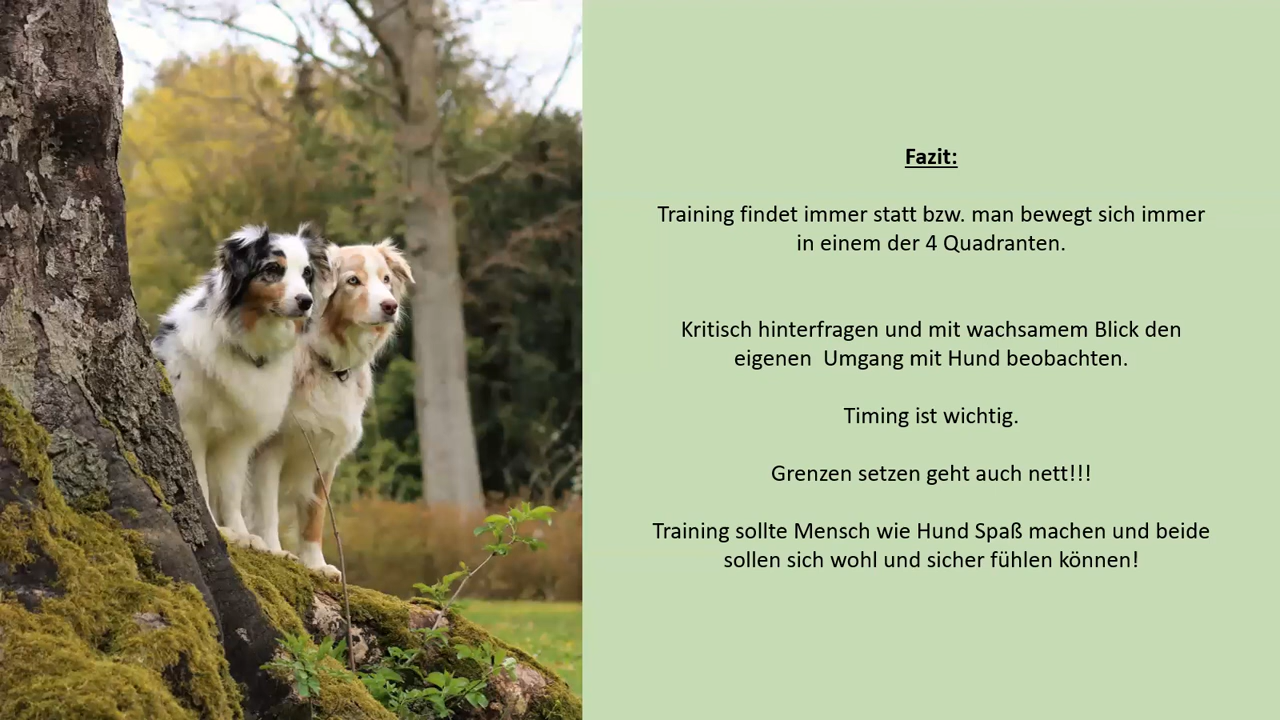 Fazit:
Training findet immer statt bzw. man bewegt sich immer
in einem der 4 Quadranten.
Kritisch hinterfragen und mit wachsamem Blick den
eigenen  Umgang mit Hund beobachten.
Timing ist wichtig.
Grenzen setzen geht auch nett!!!
Training sollte Mensch wie Hund Spaß machen und beide
sollen sich wohl und sicher fühlen können!